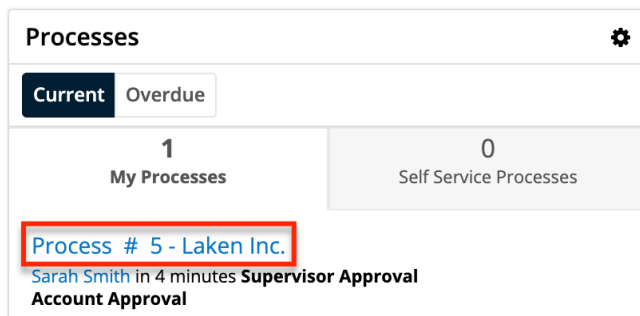 Processes
Current Overdue
1 0
My Processes Self Service Processes
Process # 5 - Laken Inc.
Sarah Smith in 4 minutes Supervisor Approval
Account Approval